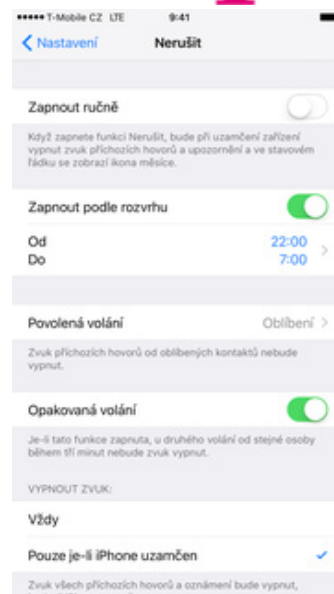 T-Mobile CZ LTE 9:41
Nastavení Nerušit
Zapnout ručně
Když zapnete funkci Nerušit, bude při uzamčení zařízení
vypnut zvuk příchozích hovorů a upozornění a ve stavovém
řádku se zobrazí ikona měsíce.
Zapnout podle rozvrhu
Od 22:00
Do 7:00
Povolená volání Oblíbení
Zvuk příchozích hovorů od oblíbených kontaktů nebude
vypnut.
Opakovaná volání
Je-li tato funkce zapnuta, u druhého volání od stejné osoby
během tří minut nebude zvuk vypnut.
VYPNOUT ZVUK:
Vždy
Pouze je-li iPhone uzamčen
Zvuk všech příchozích hovorů a oznámení bude vypnut,